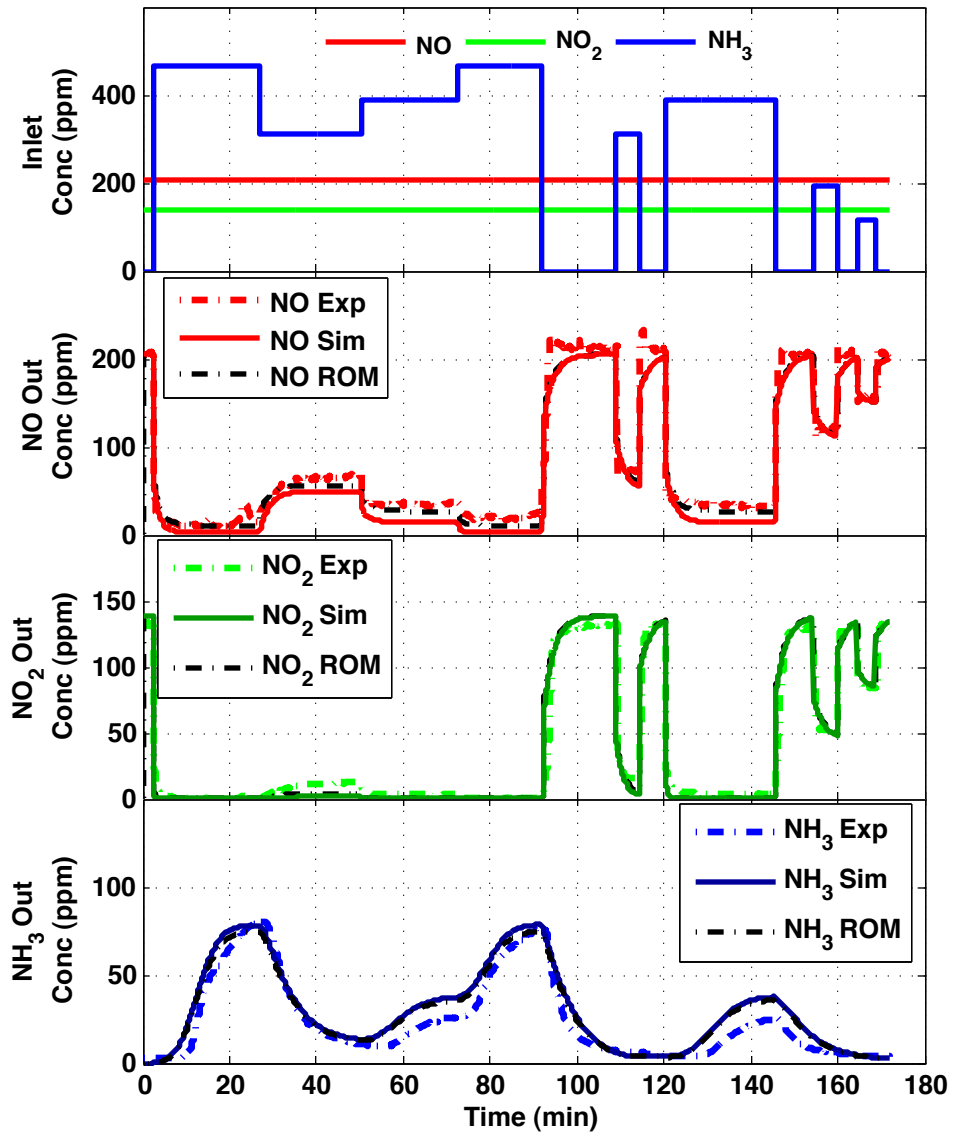 NO NO2 NH3
Inlet
Conc (ppm)
400
200
0
NO Exp
NO Sim
NO ROM
NO Out
Conc (ppm)
200
100
0
NO2 Exp
NO2 Sim
NO2 ROM
NO2 Out
Conc (ppm)
150
100
50
0
NH3 Exp
NH3 Sim
NH3 ROM
NH3 Out
Conc (ppm)
100
50
0
0 20 40 60 80 100 120 140 160 180
Time (min)